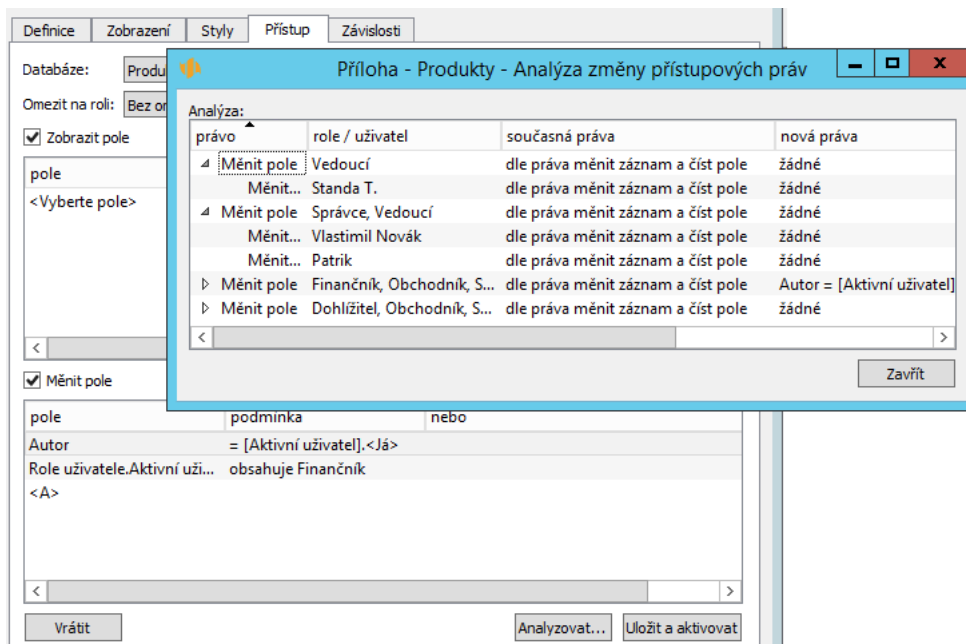 Definice Zobrazení Styly Přístup Závislosti
Databáze: Produ
Příloha - Produkty - Analýza změny přístupových práv
Omezit na roli: Bez or
Analýza:
právo role / uživatel současná práva nová práva
Zobrazit pole
Měnit pole Vedoucí dle práva měnit záznam a číst pole žádné
pole
Měnit... Standa T. dle práva měnit záznam a číst pole žádné
<Vyberte pole>
Měnit pole Správce, Vedoucí dle práva měnit záznam a číst pole žádné
Měnit... Vlastimil Novák dle práva měnit záznam a číst pole žádné
Měnit... Patrik dle práva měnit záznam a číst pole žádné
Měnit pole Finančník, Obchodník, S... dle práva měnit záznam a číst pole Autor = [Aktivní uživatel]
Měnit pole Dohlížitel, Obchodník, S... dle práva měnit záznam a číst pole žádné
Zavřít
Měnit pole
pole podmínka nebo
Autor = [Aktivní uživatel].<Já>
Role uživatele.Aktivní uži... obsahuje Finančník
<A>
Vrátit Analyzovat... Uložit a aktivovat